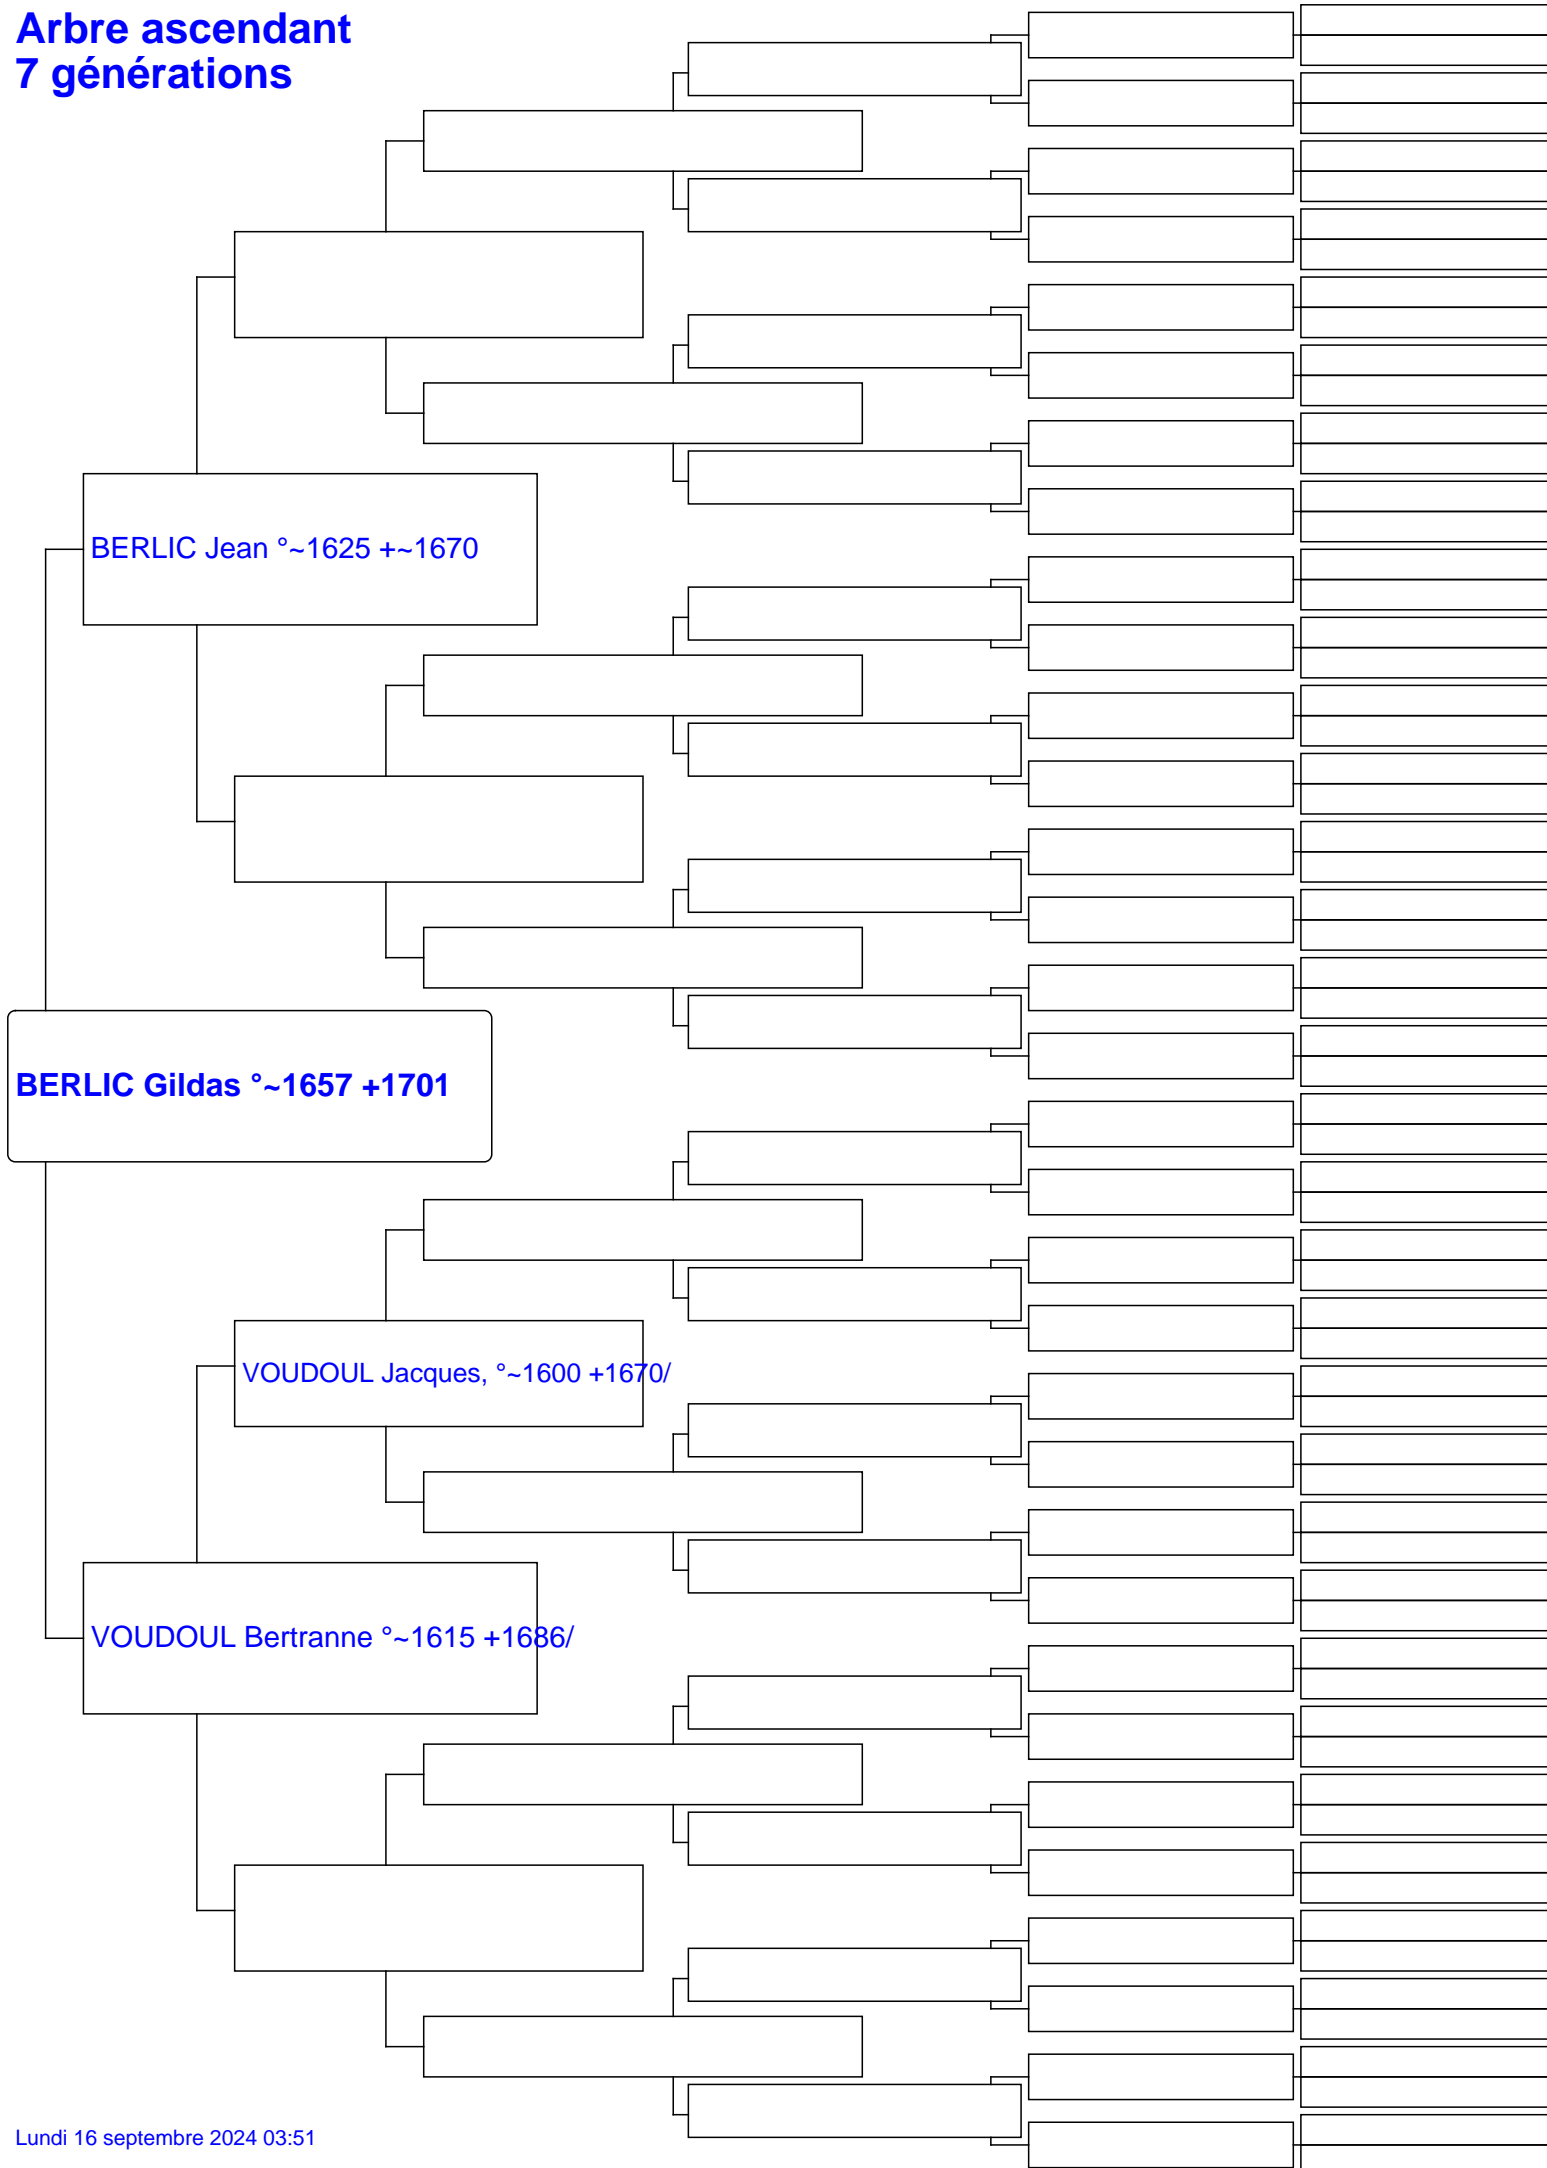 Arbre ascendant
7 générations
BERLIC Jean °~1625 +~1670
BERLIC Gildas °~1657 +1701
VOUDOUL Jacques, °~1600 +1670/
VOUDOUL Bertranne °~1615 +1686/
Lundi 16 septembre 2024 03:51